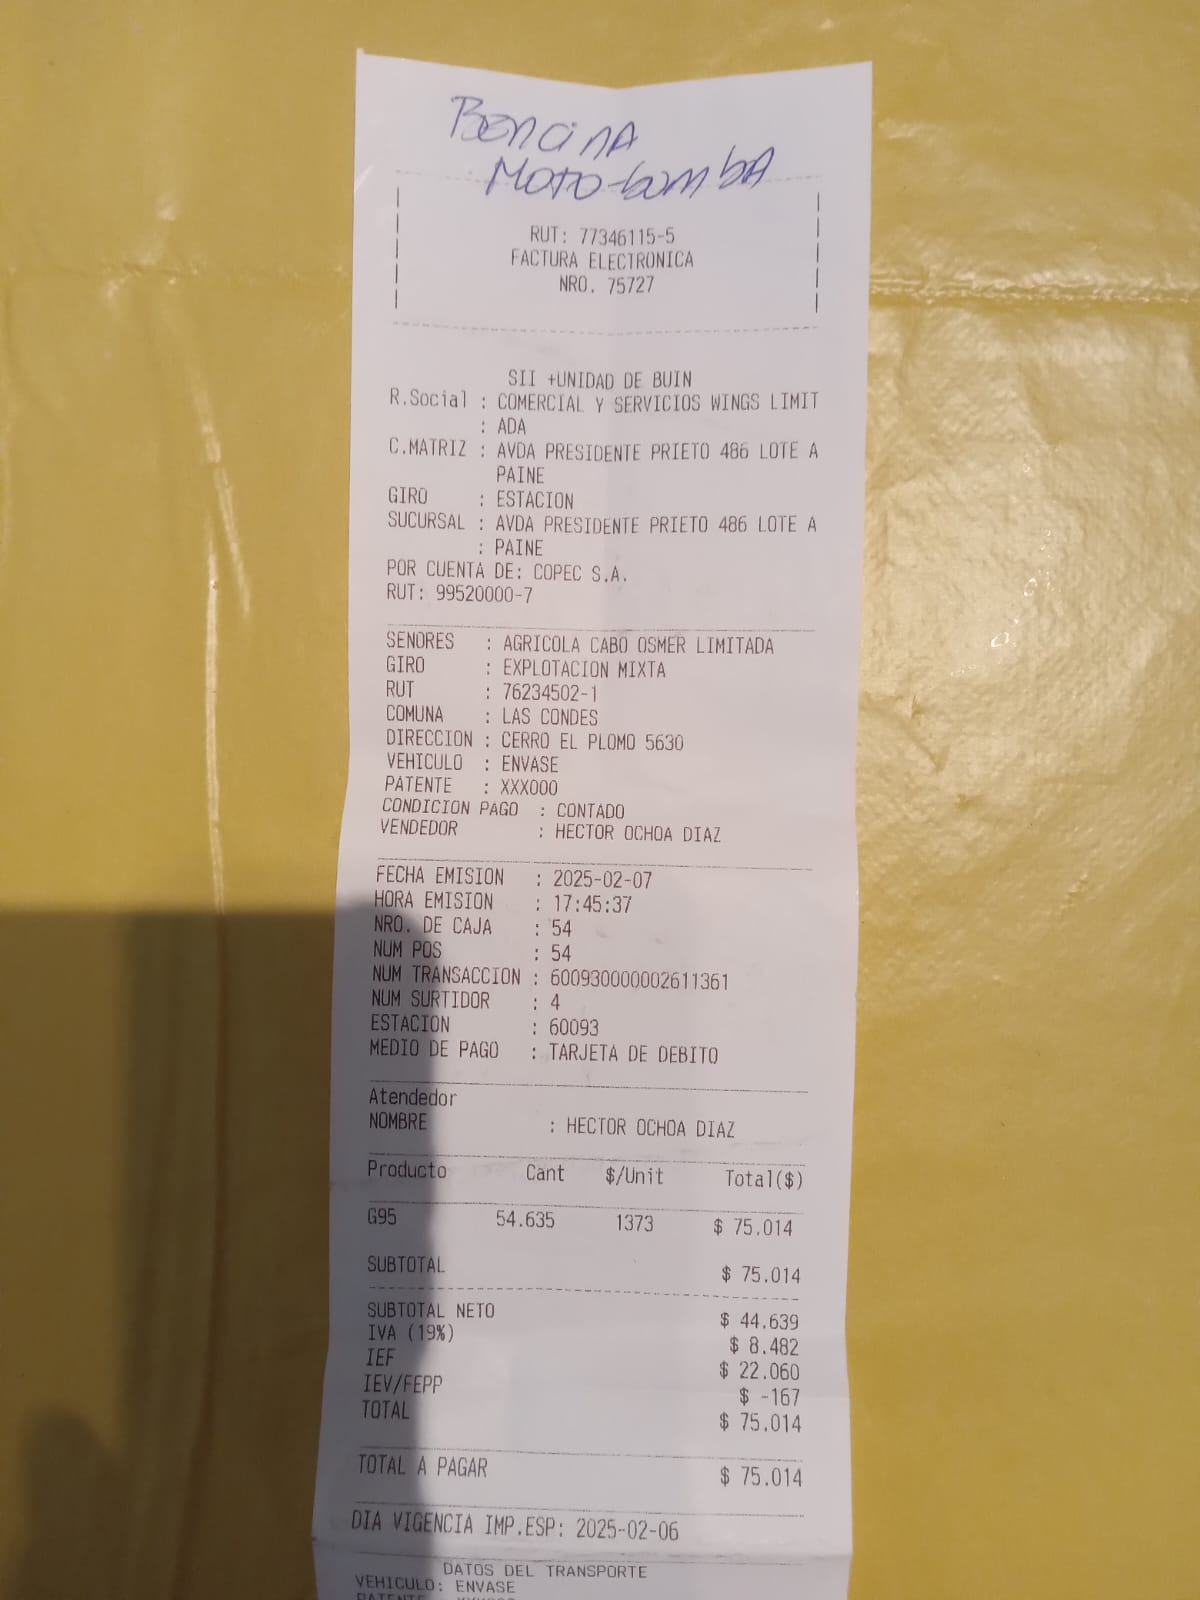 Bencina
Moto-bomba
RUT: 77346115-5
FACTURA ELECTRONICA
NRO. 75727
SII +UNIDAD DE BUIN
R.Social : COMERCIAL Y SERVICIOS WINGS LIMIT
: ADA
C.MATRIZ : AVDA PRESIDENTE PRIETO 486 LOTE A
PAINE
GIRO : ESTACION
SUCURSAL : AVDA PRESIDENTE PRIETO 486 LOTE A
: PAINE
POR CUENTA DE: COPEC S.A.
RUT: 99520000-7
SENORES : AGRICOLA CABO OSMER LIMITADA
GIRO : EXPLOTACION MIXTA
RUT : 76234502-1
COMUNA : LAS CONDES
DIRECCION : CERRO EL PLOMO 5630
VEHICULO : ENVASE
PATENTE : XXX000
CONDICION PAGO : CONTADO
VENDEDOR : HECTOR OCHOA DIAZ
FECHA EMISION : 2025-02-07
HORA EMISION : 17:45:37
NRO. DE CAJA : 54
NUM POS : 54
NUM TRANSACCION : 600930000002611361
NUM SURTIDOR : 4
ESTACION : 60093
MEDIO DE PAGO : TARJETA DE DEBITO
Atendedor
NOMBRE : HECTOR OCHOA DIAZ
Producto Cant $/Unit Total($)
G95 54.635 1373 $ 75.014
SUBTOTAL $ 75.014
SUBTOTAL NETO $ 44.639
IVA (19%) $ 8.482
IEF $ 22.060
IEV/FEPP $ -167
TOTAL $ 75.014
TOTAL A PAGAR $ 75.014
DIA VIGENCIA IMP.ESP: 2025-02-06
DATOS DEL TRANSPORTE
VEHICULO: ENVASE